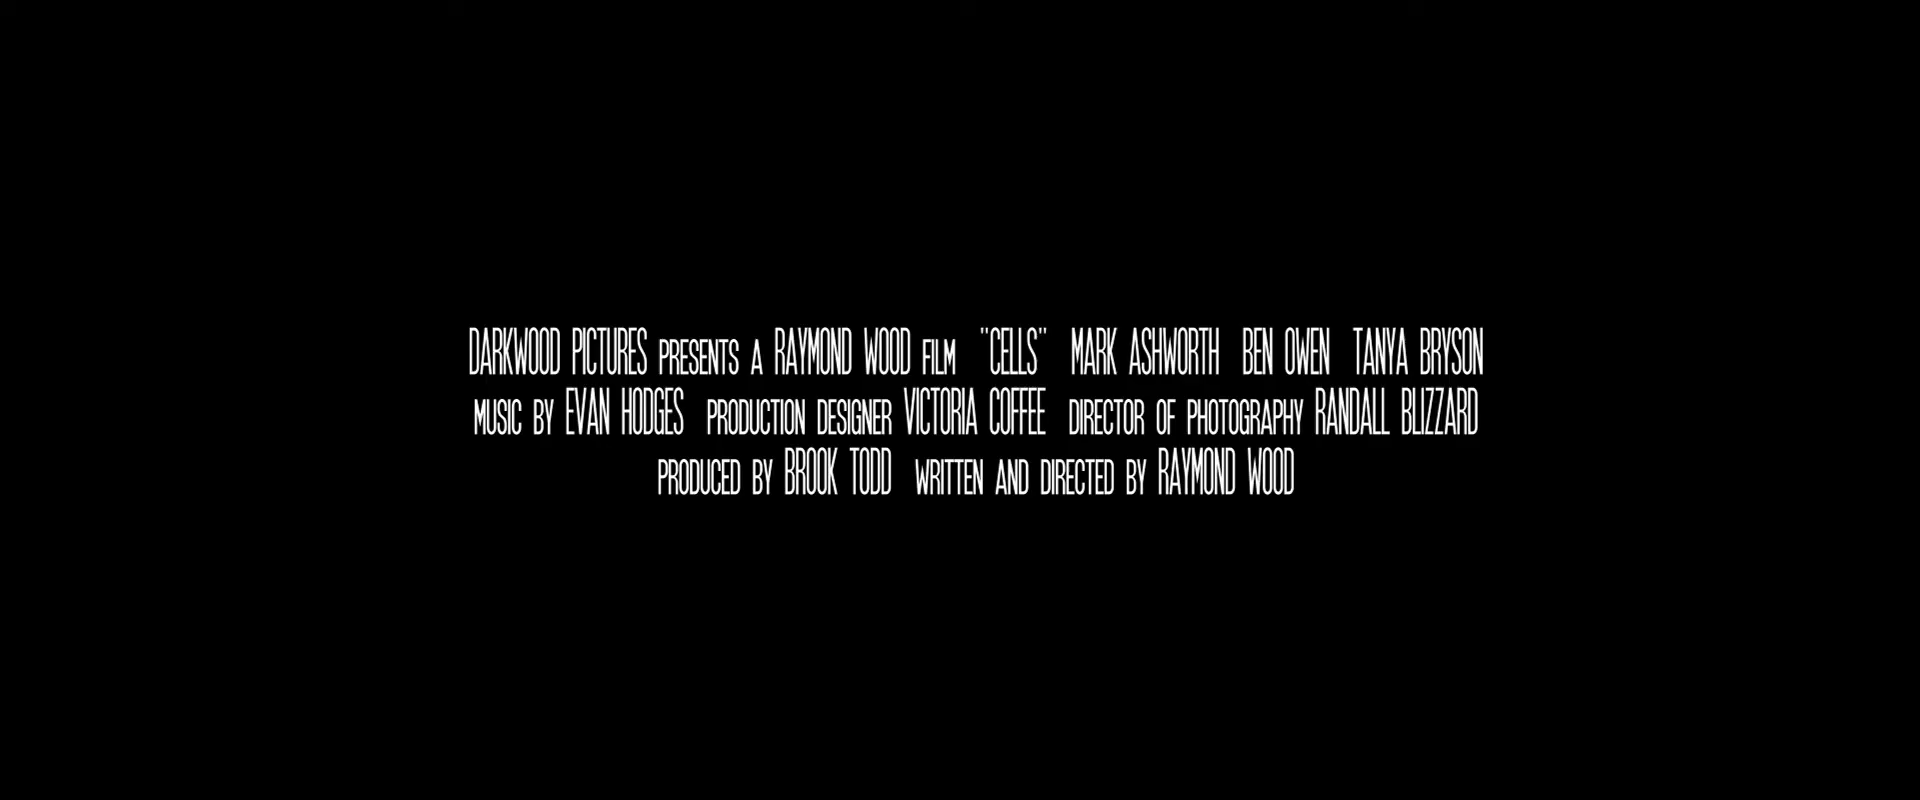 DARKWOOD PICTURES PRESENTS A RAYMOND WOOD FILM "CELLS" MARK ASHWORTH BEN OWEN TANYA BRYSON
MUSIC BY EVAN HODGES PRODUCTION DESIGNER VICTORIA COFFEE DIRECTOR OF PHOTOGRAPHY RANDALL BLIZZARD
PRODUCED BY BROOK TODD WRITTEN AND DIRECTED BY RAYMOND WOOD